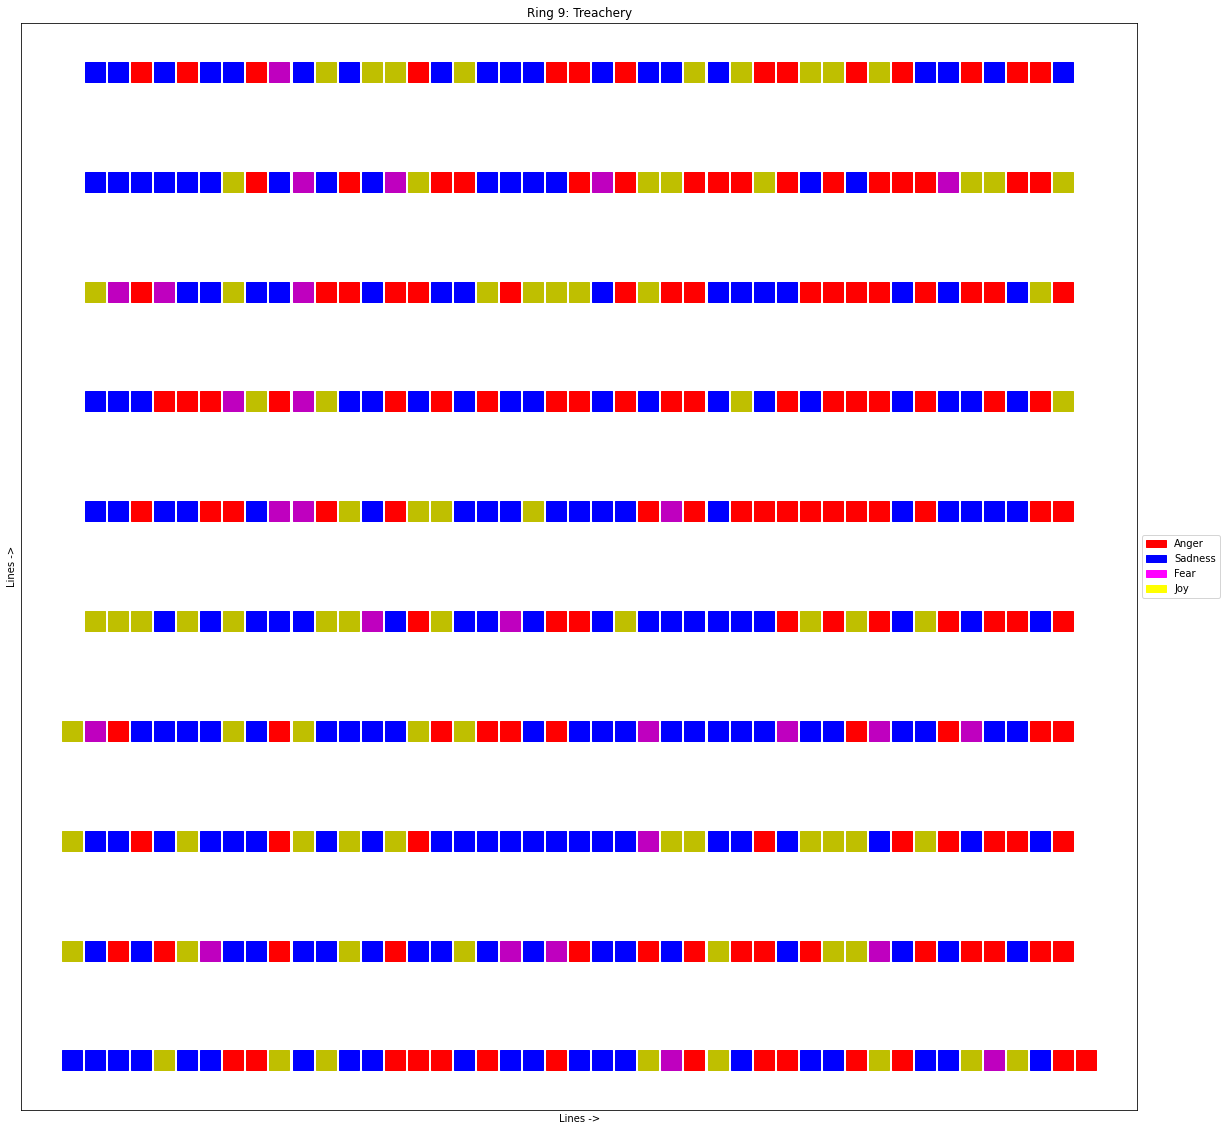 Ring 9: Treachery
Lines ->
Anger
Sadness
Fear
Joy
Lines ->